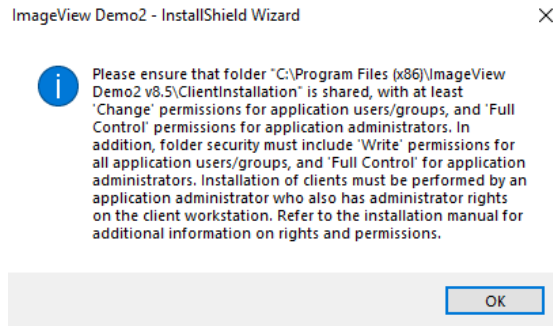 ImageView Demo2 - InstallShield Wizard
Please ensure that folder "C:\Program Files (x86)\ImageView
Demo2 v8.5\ClientInstallation" is shared, with at least
'Change' permissions for application users/groups, and 'Full
Control' permissions for application administrators. In
addition, folder security must include 'Write' permissions for
all application users/groups, and 'Full Control' for application
administrators. Installation of clients must be performed by an
application administrator who also has administrator rights
on the client workstation. Refer to the installation manual for
additional information on rights and permissions.
OK